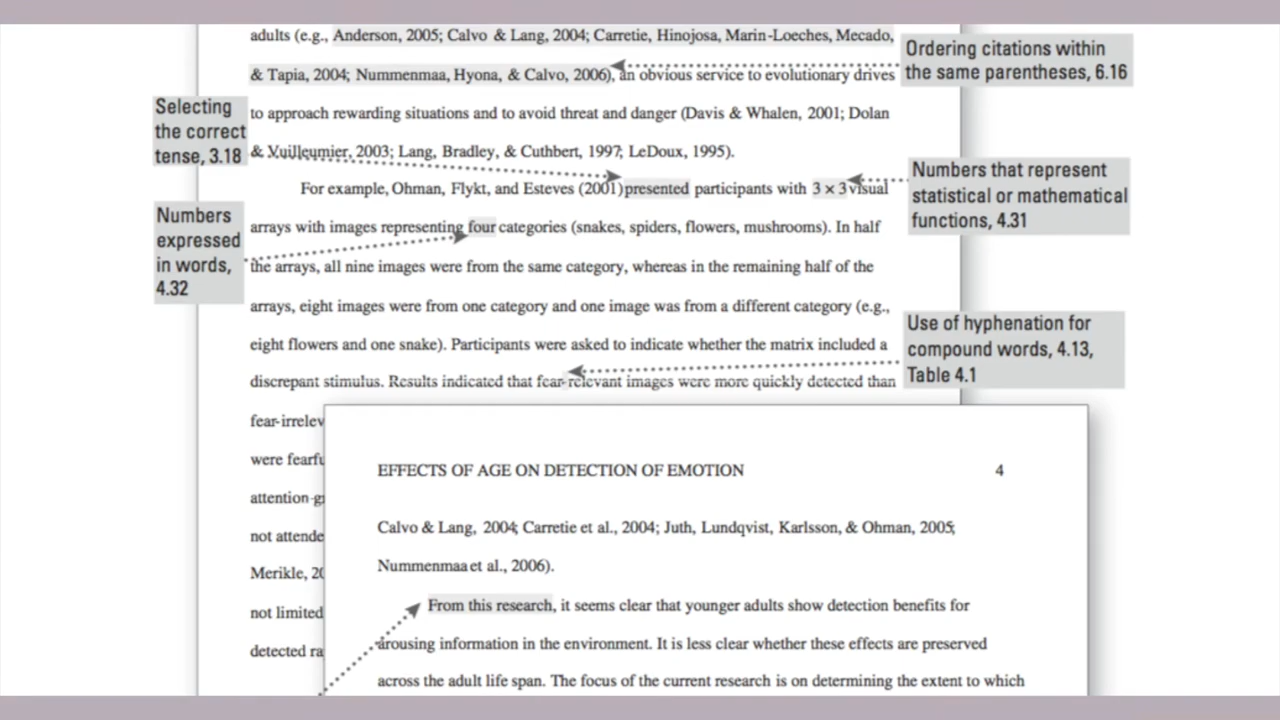 adults (e.g., Anderson, 2005; Calvo & Lang, 2004; Carretie, Hinojosa, Marin-Loeches, Mecado,
& Tapia, 2004; Nummenmaa, Hyona, & Calvo, 2006), an obvious service to evolutionary drives
to approach rewarding situations and to avoid threat and danger (Davis & Whalen, 2001; Dolan
& Vuilleumier, 2003; Lang, Bradley, & Cuthbert, 1997; LeDoux, 1995).
For example, Ohman, Flykt, and Esteves (2001) presented participants with 3 × 3 visual
arrays with images representing four categories (snakes, spiders, flowers, mushrooms). In half
the arrays, all nine images were from the same category, whereas in the remaining half of the
arrays, eight images were from one category and one image was from a different category (e.g.,
eight flowers and one snake). Participants were asked to indicate whether the matrix included a
discrepant stimulus. Results indicated that fear-relevant images were more quickly detected than
fear-irrelev
were fearfu
attention-g
not attende
Merikle, 20
not limited
detected ra
Ordering citations within
the same parentheses, 6.16
Selecting
the correct
tense, 3.18
Numbers that represent
statistical or mathematical
functions, 4.31
Numbers
expressed
in words,
4.32
Use of hyphenation for
compound words, 4.13,
Table 4.1
EFFECTS OF AGE ON DETECTION OF EMOTION 4
Calvo & Lang, 2004; Carretie et al., 2004; Juth, Lundqvist, Karlsson, & Ohman, 2005;
Nummenmaa et al., 2006).
From this research, it seems clear that younger adults show detection benefits for
arousing information in the environment. It is less clear whether these effects are preserved
across the adult life span. The focus of the current research is on determining the extent to which